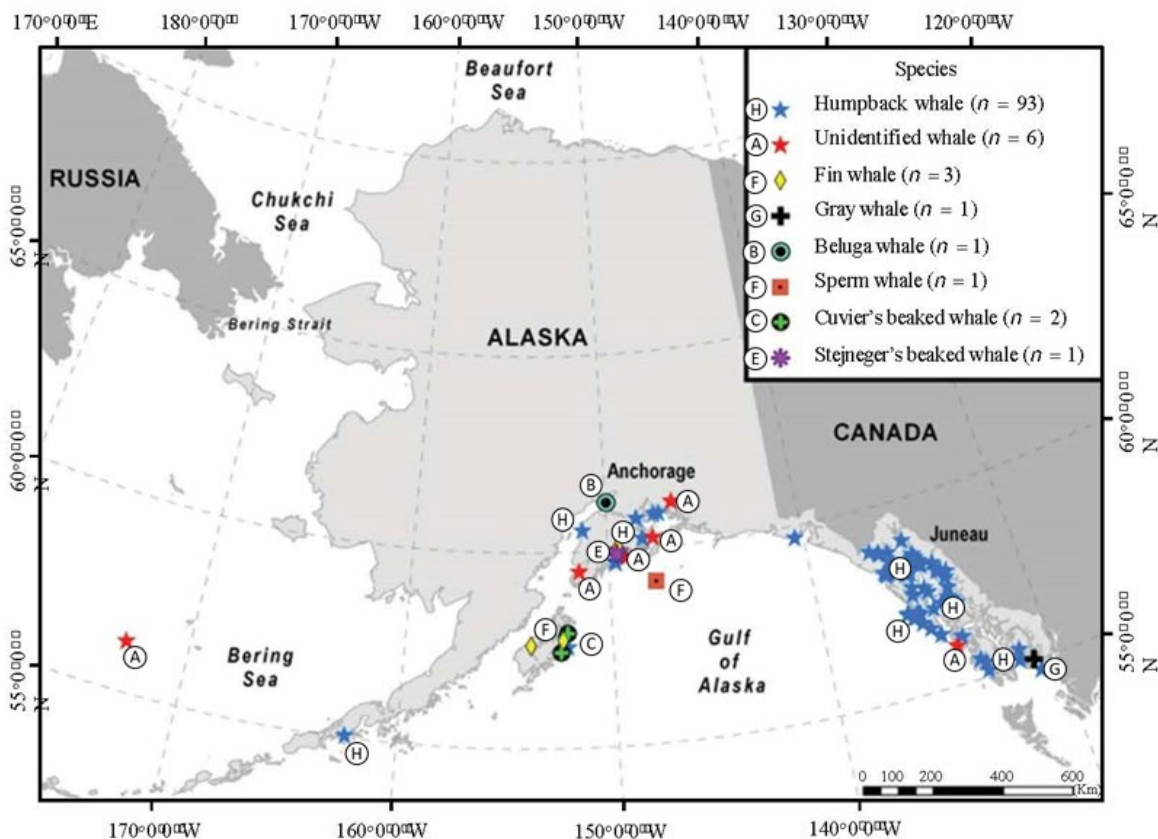 170°0□0□□W 180°0□0□□W 170°0□0□□W 160°0□0□□W 150°0□0□□W 130°0□0□□W 120°0□0□□W
Beaufort
Sea
Species
H Humpback whale (n = 93)
A Unidentified whale (n = 6)
F Fin whale (n = 3)
G Gray whale (n = 1)
B Beluga whale (n = 1)
F Sperm whale (n = 1)
C Cuvier's beaked whale (n = 2)
E Stejneger's beaked whale (n = 1)
RUSSIA
Chukchi
Sea
65°0□0□□
N
65°0□0□□
N
Bering Strait
ALASKA
60°0□0□□
N
60°0□0□□
N
CANADA
Anchorage
B
A
H
H
A
E
A
A
F
Juneau
H
H
H
F
C
A
Bering
Sea
Gulf
of
Alaska
A
H
G
55°0□0□□
N
55°0□0□□
N
H
0 100 200 400 600
(Km)
170°0□0□□W 160°0□0□□W 150°0□0□□W 140°0□0□□W